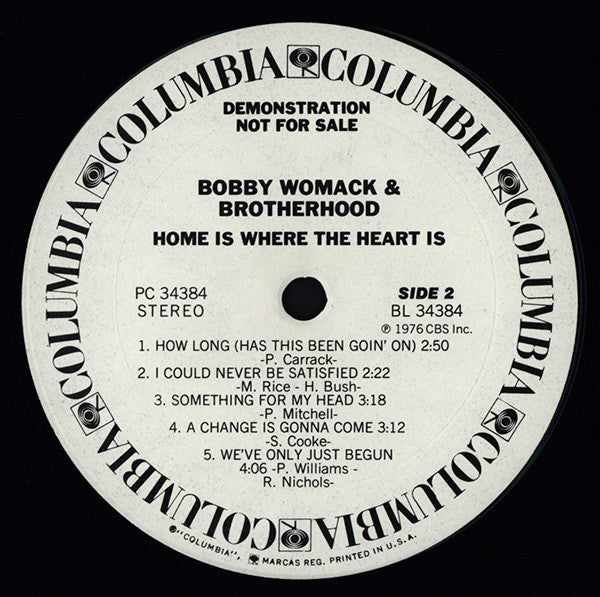 COLUMBIA COLUMBIA COLUMBIA COLUMBIA COLUMBIA COLUMBIA COLUMBIA
DEMONSTRATION
NOT FOR SALE
BOBBY WOMACK &
BROTHERHOOD
HOME IS WHERE THE HEART IS
PC 34384
STEREO
SIDE 2
BL 34384
℗ 1976 CBS Inc.
1. HOW LONG (HAS THIS BEEN GOIN' ON) 2:50
-P. Carrack-
2. I COULD NEVER BE SATISFIED 2:22
-M. Rice - H. Bush-
3. SOMETHING FOR MY HEAD 3:18
-P. Mitchell-
4. A CHANGE IS GONNA COME 3:12
-S. Cooke-
5. WE'VE ONLY JUST BEGUN
4:06 -P. Williams -
R. Nichols-
®"COLUMBIA", MARCAS REG. PRINTED IN U.S.A.